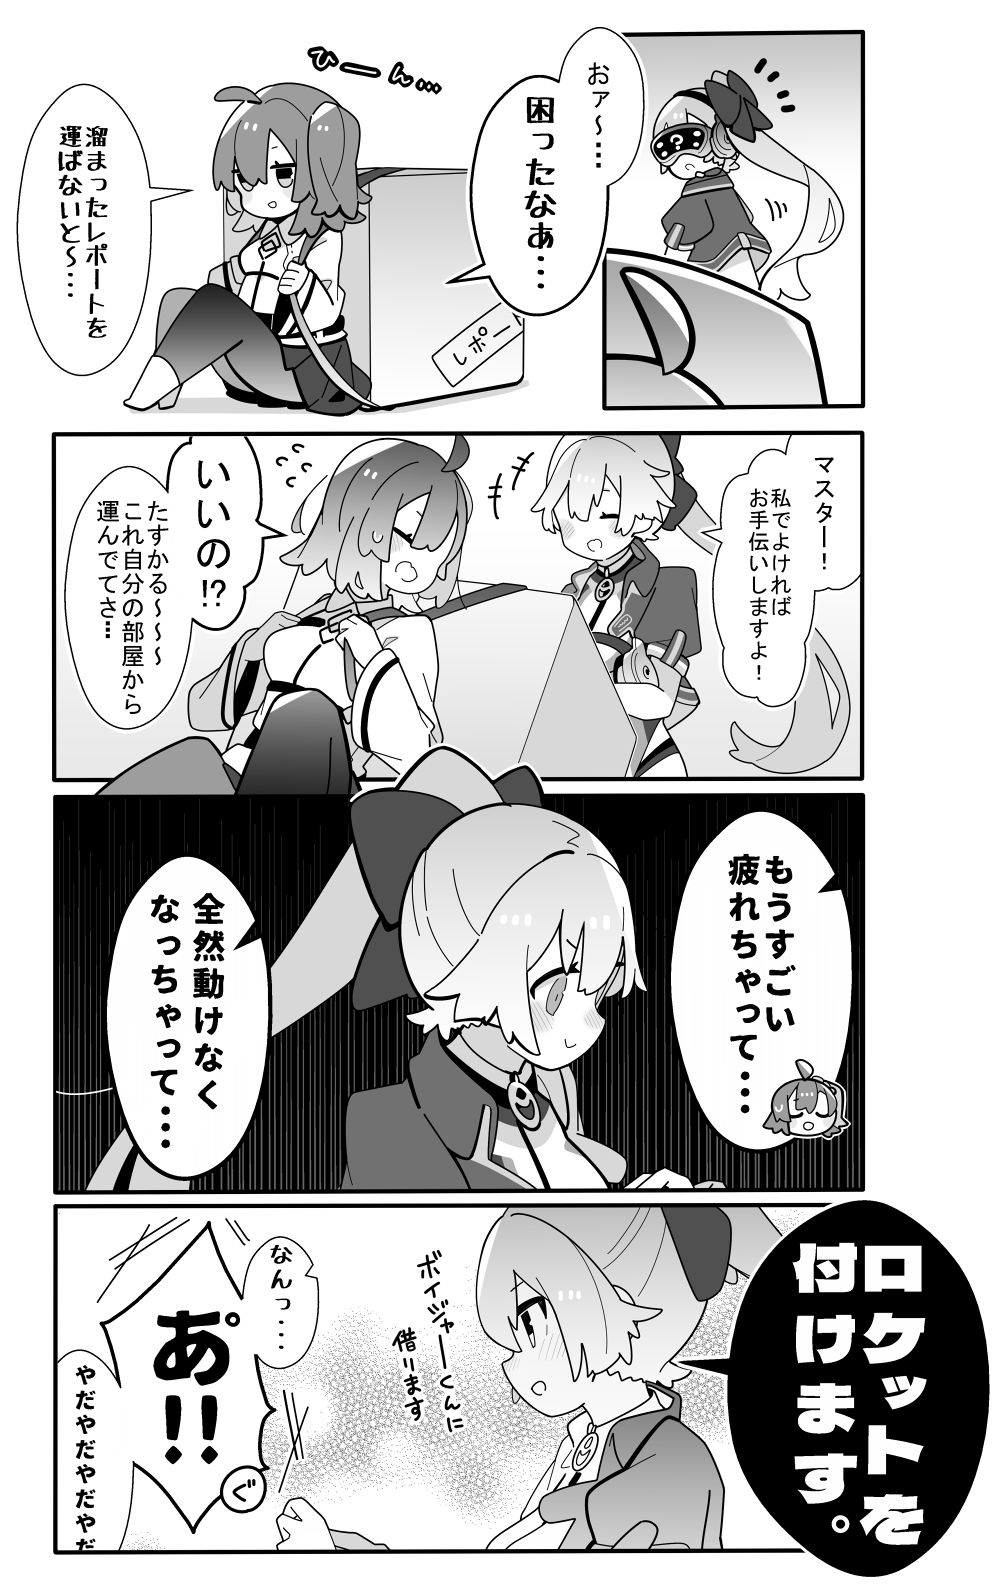 おァ～…
困ったなぁ…
ひーん…
溜まったレポートを
運ばないと～…
レポー
？
マスター！
私でよければ
お手伝いしますよ！
いいの!?
たすかる～～～
これ自分の部屋から
運んでてさ…
もうすごい
疲れちゃって…
全然動けなく
なっちゃって…
ロケットを
付けます。
ボイジャーくんに
借ります
なんっ…
あ゜!!
ぐ
やだやだやだやだ